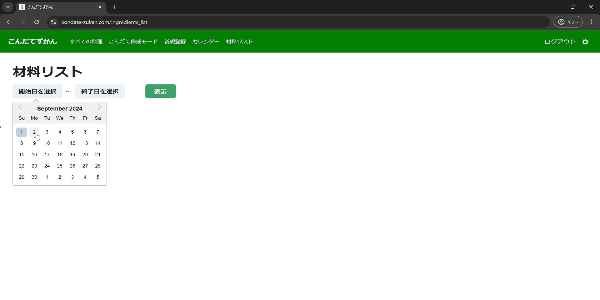 こんだてずかん
kondate-zukan.com/ingredients_list
こんだてずかん すべての料理 こんだて作成モード 新規登録 カレンダー 材料リスト ログアウト
材料リスト
開始日を選択 ~ 終了日を選択 表示
September 2024
Su Mo Tu We Th Fr Sa
1 2 3 4 5 6 7
8 9 10 11 12 13 14
15 16 17 18 19 20 21
22 23 24 25 26 27 28
29 30 1 2 3 4 5